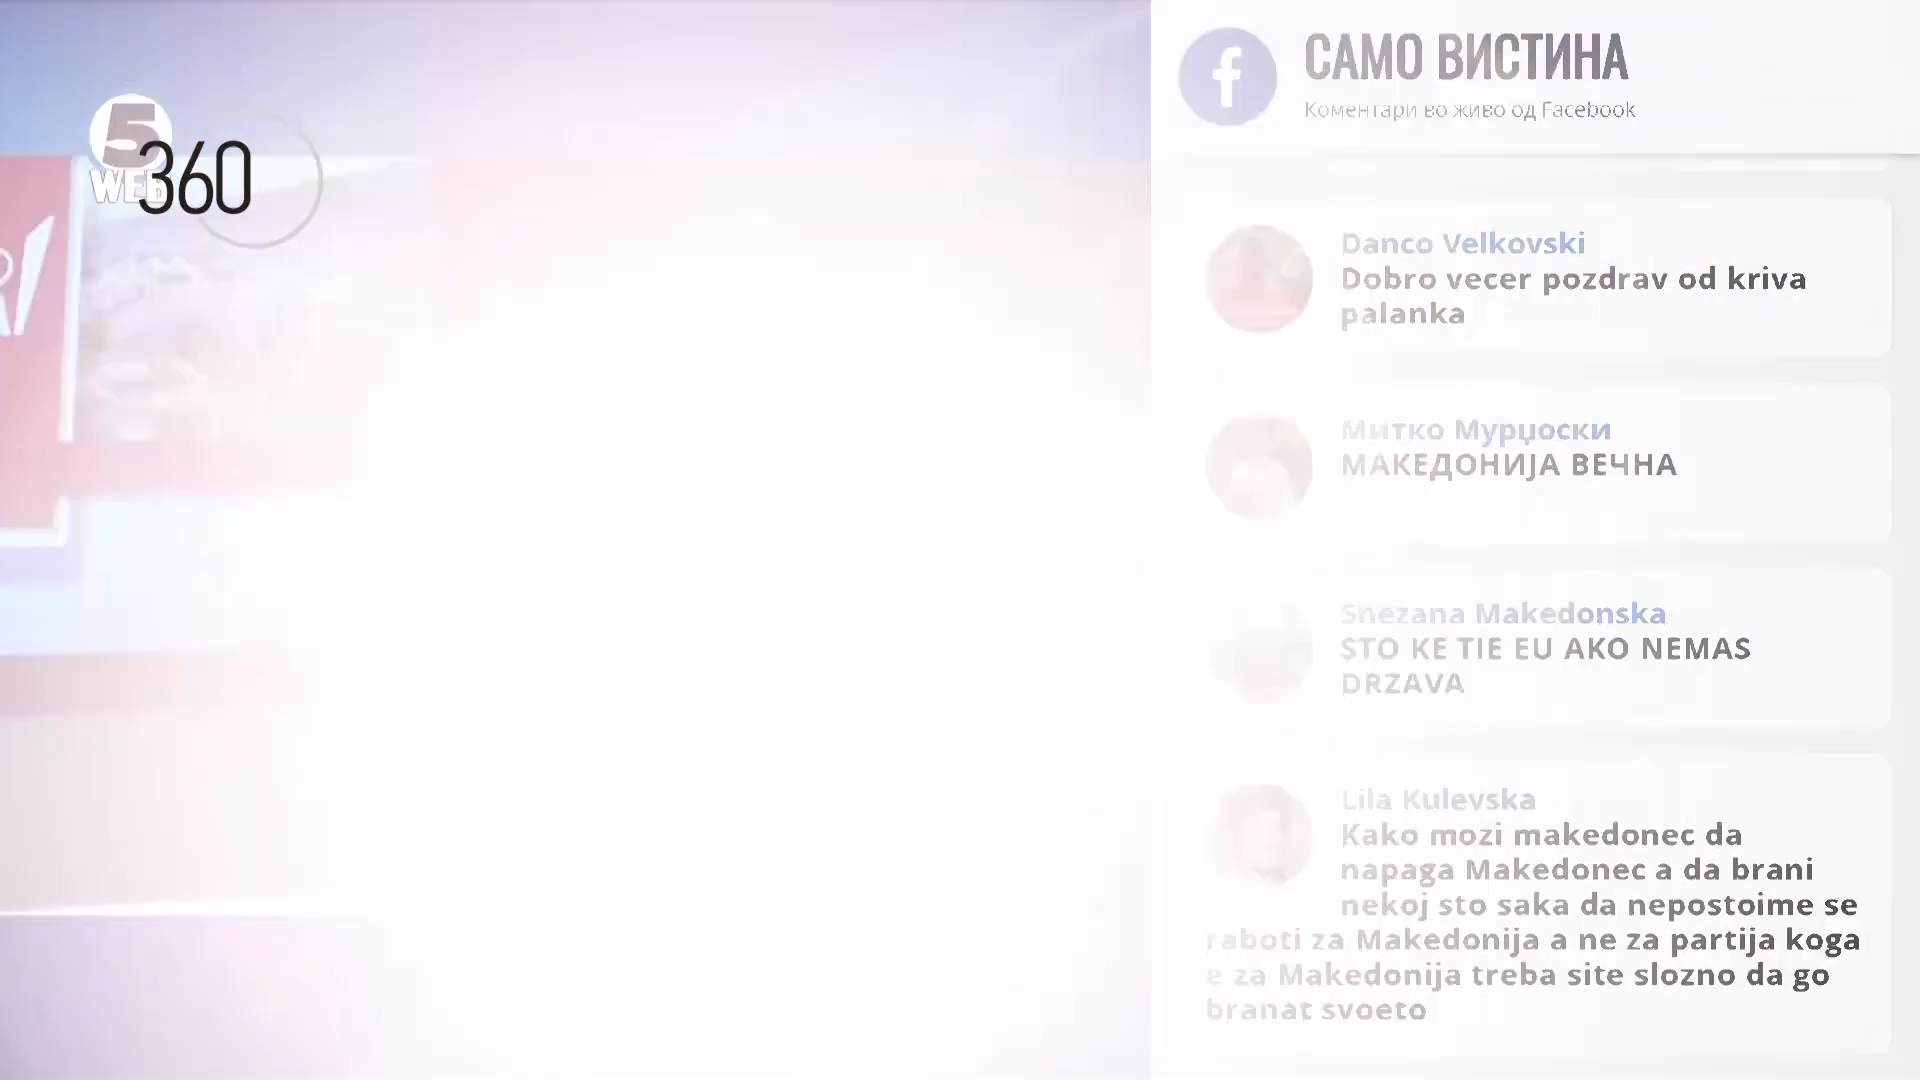 5
WEB
360
САМО ВИСТИНА
Коментари во живо од Facebook
Danco Velkovski
Dobro vecer pozdrav od kriva
palanka
Митко Мурџоски
МАКЕДОНИЈА ВЕЧНА
Snezana Makedonska
STO KE TIE EU AKO NEMAS
DRZAVA
Lila Kulevska
Kako mozi makedonec da
napaga Makedonec a da brani
nekoj sto saka da nepostoime se
raboti za Makedonija a ne za partija koga
e za Makedonija treba site slozno da go
branat svoeto